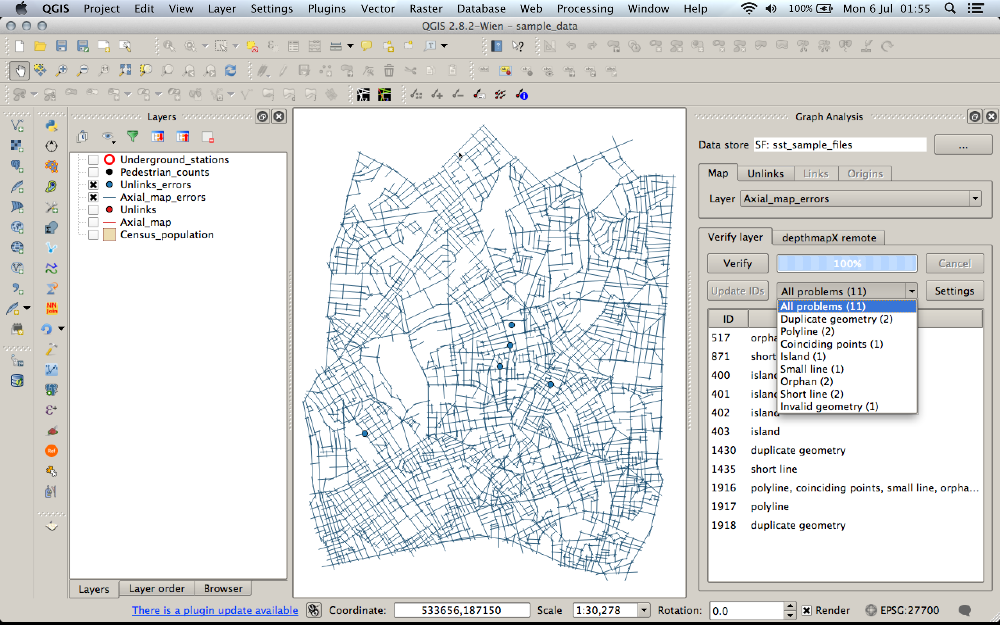 QGIS Project Edit View Layer Settings Plugins Vector Raster Database Web Processing Window Help 100% Mon 6 Jul 01:55
QGIS 2.8.2-Wien - sample_data
Layers
Underground_stations
Pedestrian_counts
Unlinks_errors
Axial_map_errors
Unlinks
Axial_map
Census_population
NN
Join
Ref
Layers Layer order Browser
Graph Analysis
Data store SF: sst_sample_files ...
Map Unlinks Links Origins
Layer Axial_map_errors
Verify layer depthmapX remote
Verify 100% Cancel
Update IDs All problems (11) Settings
All problems (11)
Duplicate geometry (2)
Polyline (2)
Coinciding points (1)
Island (1)
Small line (1)
Orphan (2)
Short line (2)
Invalid geometry (1)
ID
517 orpha
871 short
400 island
401 island
402 island
403 island
1430 duplicate geometry
1435 short line
1916 polyline, coinciding points, small line, orpha...
1917 polyline
1918 duplicate geometry
There is a plugin update available Coordinate: 533656,187150 Scale 1:30,278 Rotation: 0.0 Render EPSG:27700